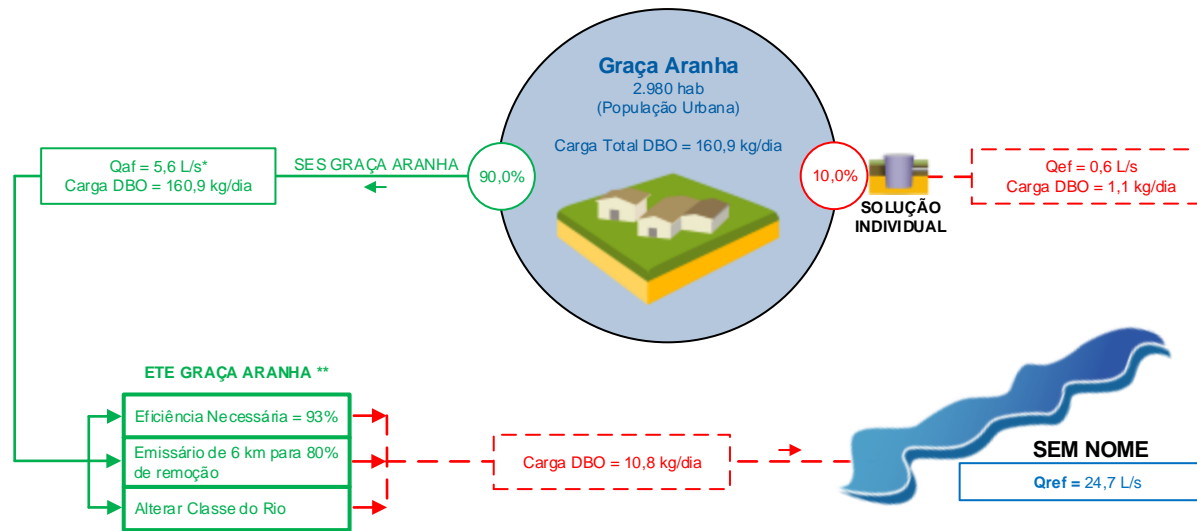 Graça Aranha
2.980 hab
(População Urbana)
Carga Total DBO = 160,9 kg/dia
Qaf = 5,6 L/s*
Carga DBO = 160,9 kg/dia
SES GRAÇA ARANHA
90,0%
10,0%
SOLUÇÃO
INDIVIDUAL
Qef = 0,6 L/s
Carga DBO = 1,1 kg/dia
ETE GRAÇA ARANHA **
Eficiência Necessária = 93%
Emissário de 6 km para 80%
de remoção
Alterar Classe do Rio
Carga DBO = 10,8 kg/dia
SEM NOME
Qref = 24,7 L/s